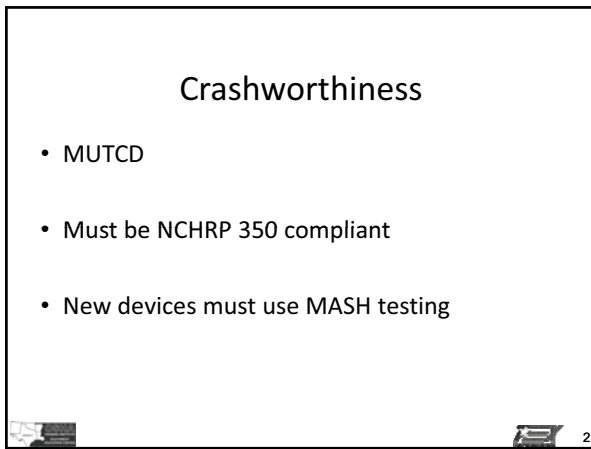 Crashworthiness
• MUTCD
• Must be NCHRP 350 compliant
• New devices must use MASH testing
2